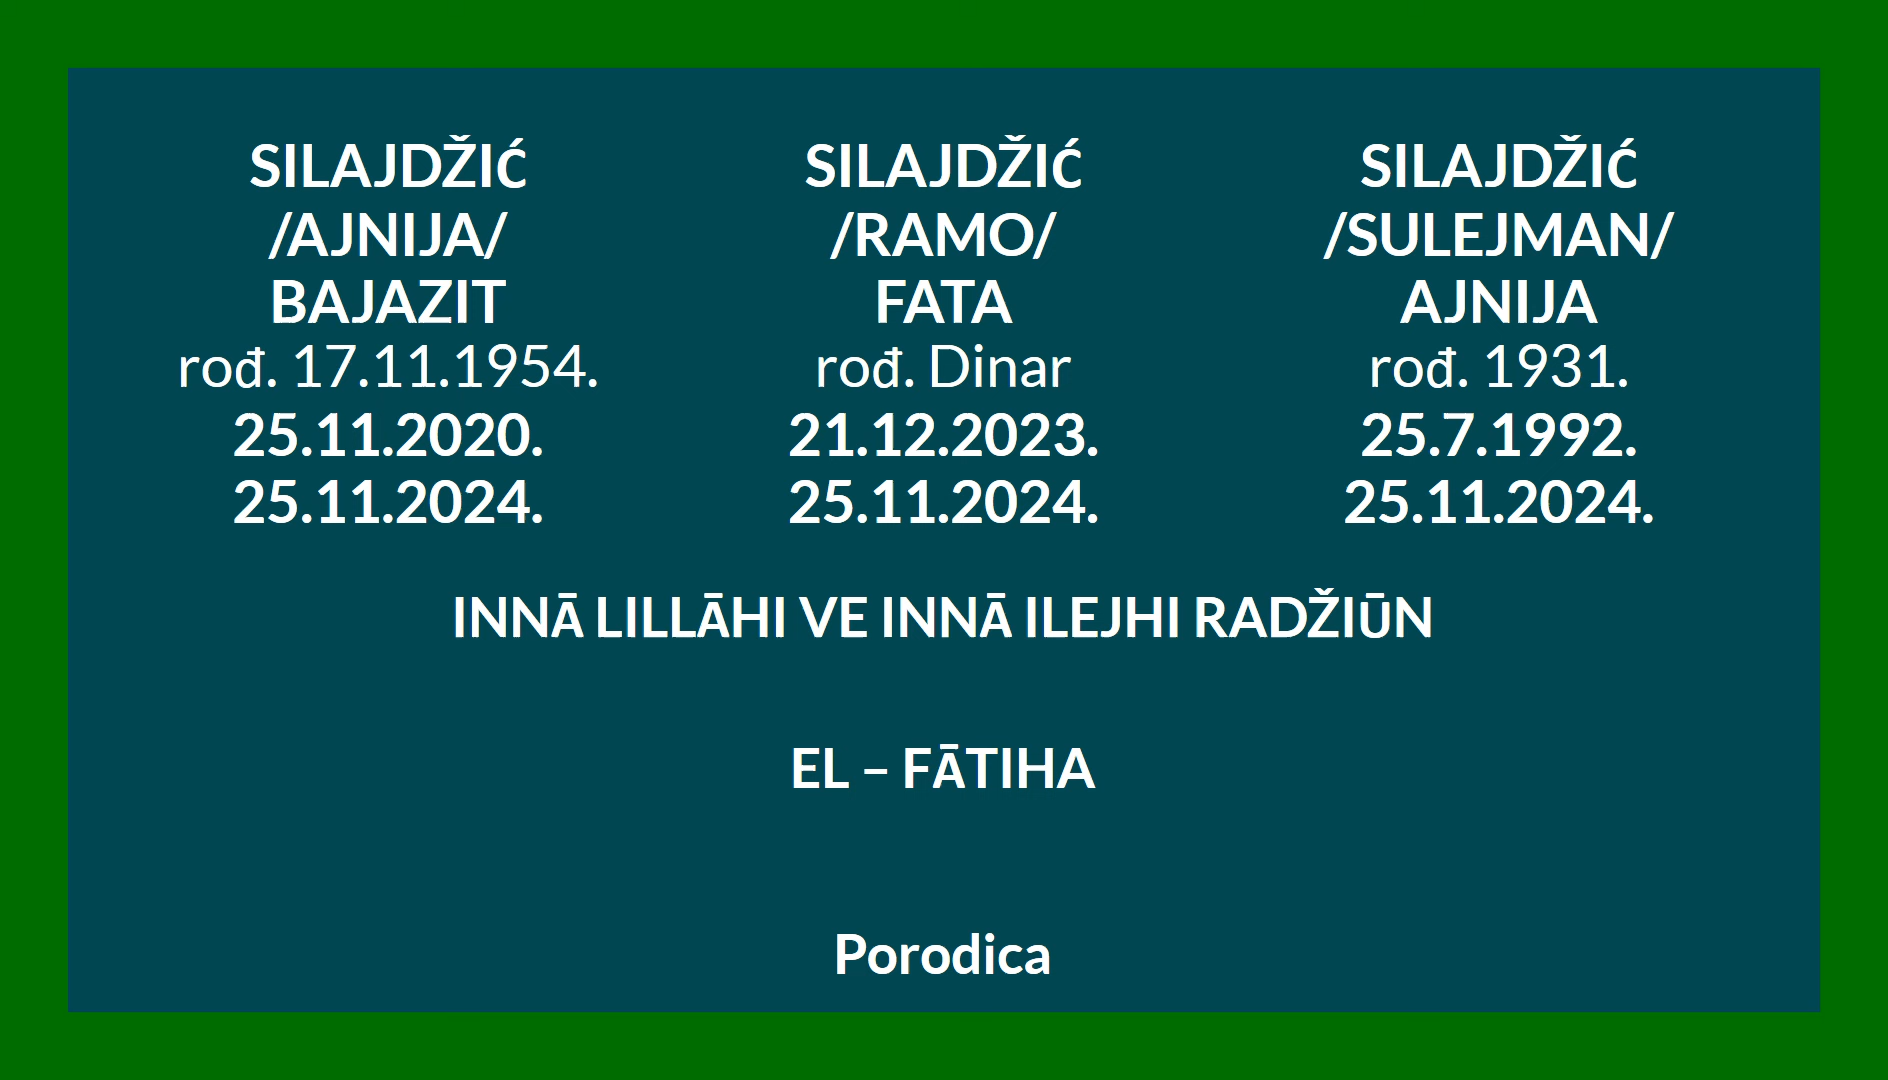 SILAJDŽIĆ
/AJNIJA/
BAJAZIT
rođ. 17.11.1954.
25.11.2020.
25.11.2024.
SILAJDŽIĆ
/RAMO/
FATA
rođ. Dinar
21.12.2023.
25.11.2024.
SILAJDŽIĆ
/SULEJMAN/
AJNIJA
rođ. 1931.
25.7.1992.
25.11.2024.
INNĀ LILLĀHI VE INNĀ ILEJHI RADŽIŪN
EL – FĀTIHA
Porodica